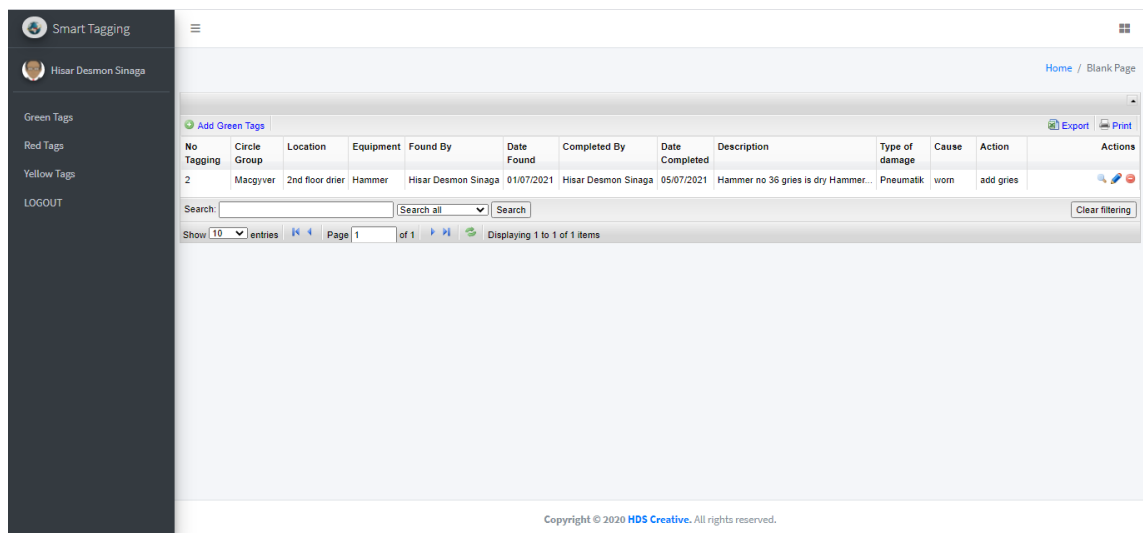 Smart Tagging
Hisar Desmon Sinaga
Green Tags
Red Tags
Yellow Tags
LOGOUT
Home / Blank Page
Add Green Tags Export Print
No Tagging Circle Group Location Equipment Found By Date Found Completed By Date Completed Description Type of damage Cause Action Actions
2 Macgyver 2nd floor drier Hammer Hisar Desmon Sinaga 01/07/2021 Hisar Desmon Sinaga 05/07/2021 Hammer no 36 gries is dry Hammer... Pneumatik worn add gries
Search: Search all Search Clear filtering
Show 10 entries Page 1 of 1 Displaying 1 to 1 of 1 items
Copyright © 2020 HDS Creative. All rights reserved.